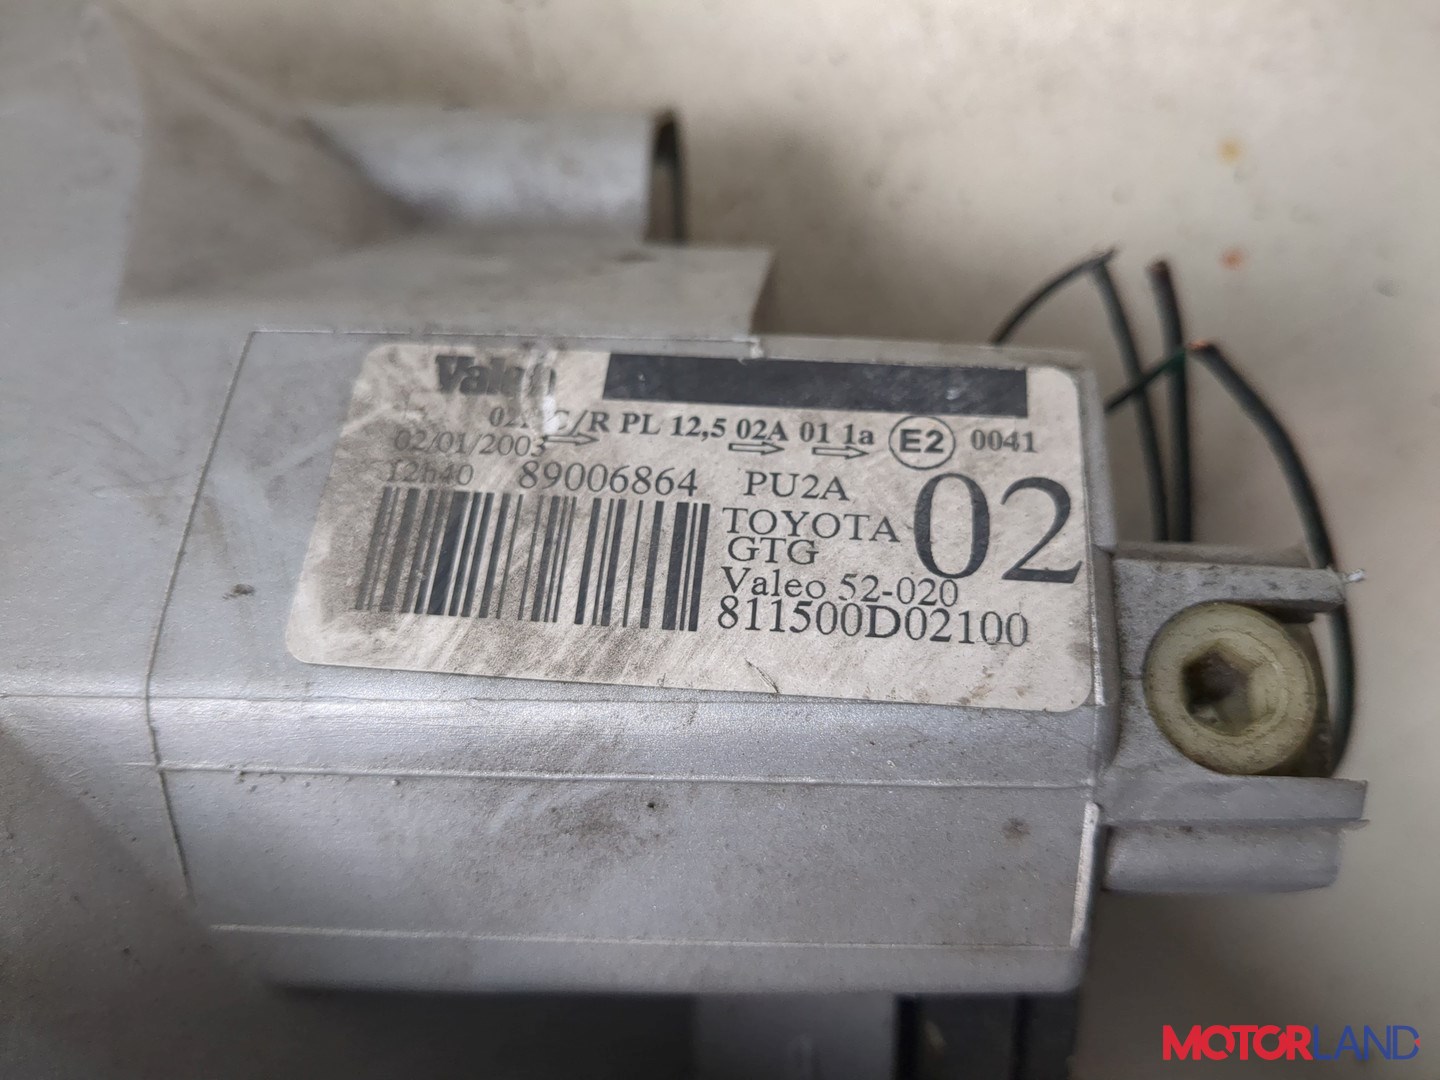 Valeo
C/R PL 12,5 02A 01 1a E2 0041
02/01/2003
12h40 89006864 PU2A 02
TOYOTA
GTG
Valeo 52-020
811500D02100
MOTORLAND